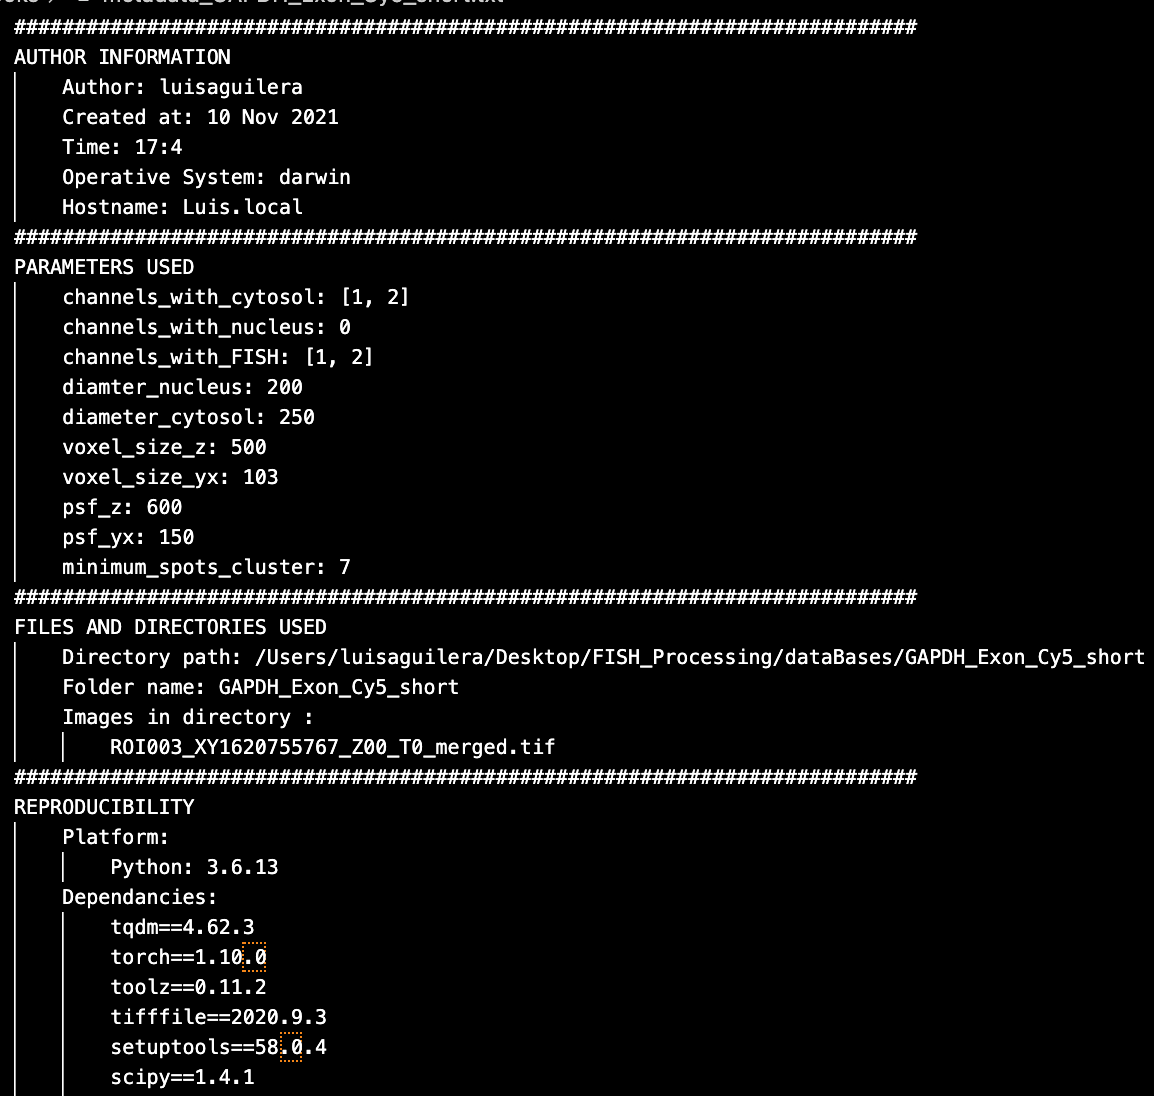 ########################################################################
AUTHOR INFORMATION
Author: luisaguilera
Created at: 10 Nov 2021
Time: 17:4
Operative System: darwin
Hostname: Luis.local
########################################################################
PARAMETERS USED
channels_with_cytosol: [1, 2]
channels_with_nucleus: 0
channels_with_FISH: [1, 2]
diamter_nucleus: 200
diameter_cytosol: 250
voxel_size_z: 500
voxel_size_yx: 103
psf_z: 600
psf_yx: 150
minimum_spots_cluster: 7
########################################################################
FILES AND DIRECTORIES USED
Directory path: /Users/luisaguilera/Desktop/FISH_Processing/dataBases/GAPDH_Exon_Cy5_short
Folder name: GAPDH_Exon_Cy5_short
Images in directory :
ROI003_XY1620755767_Z00_T0_merged.tif
########################################################################
REPRODUCIBILITY
Platform:
Python: 3.6.13
Dependancies:
tqdm==4.62.3
torch==1.10.0
toolz==0.11.2
tifffile==2020.9.3
setuptools==58.0.4
scipy==1.4.1